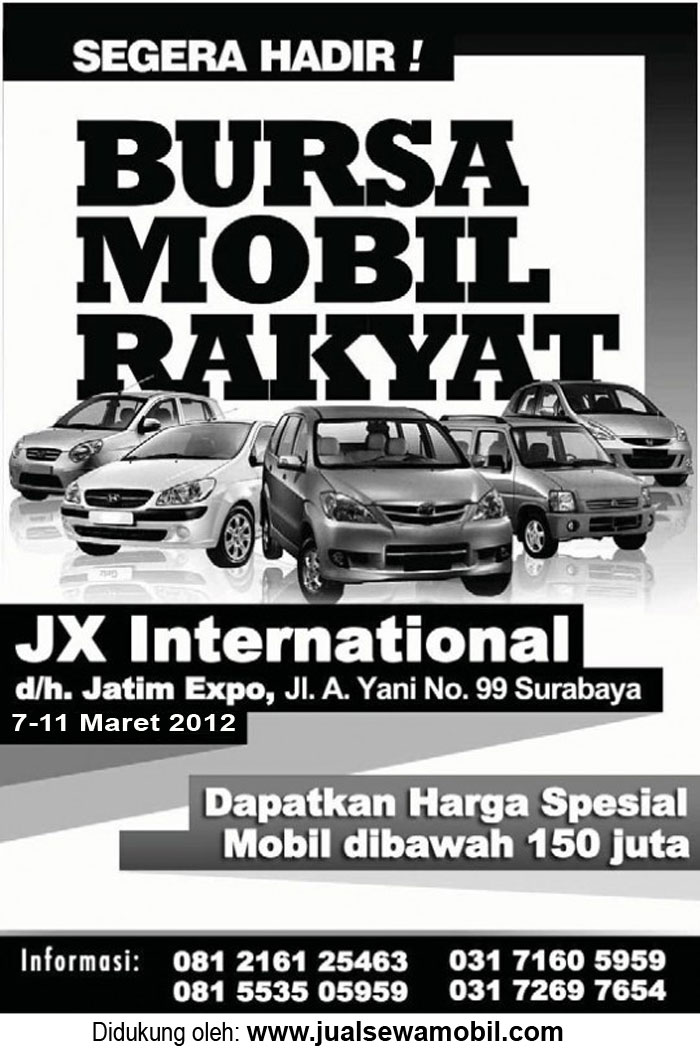 SEGERA HADIR !
BURSA
MOBIL
RAKYAT
JX International
d/h. Jatim Expo, Jl. A. Yani No. 99 Surabaya
7-11 Maret 2012
Dapatkan Harga Spesial
Mobil dibawah 150 juta
Informasi: 081 2161 25463 031 7160 5959
081 5535 05959 031 7269 7654
Didukung oleh: www.jualsewamobil.com